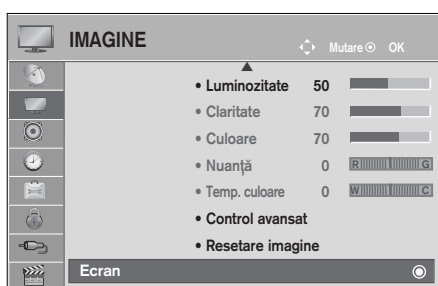 IMAGINE
Mutare OK
• Luminozitate 50
• Claritate 70
• Culoare 70
• Nuanță 0 R G
• Temp. culoare 0 W C
• Control avansat
• Resetare imagine
Ecran